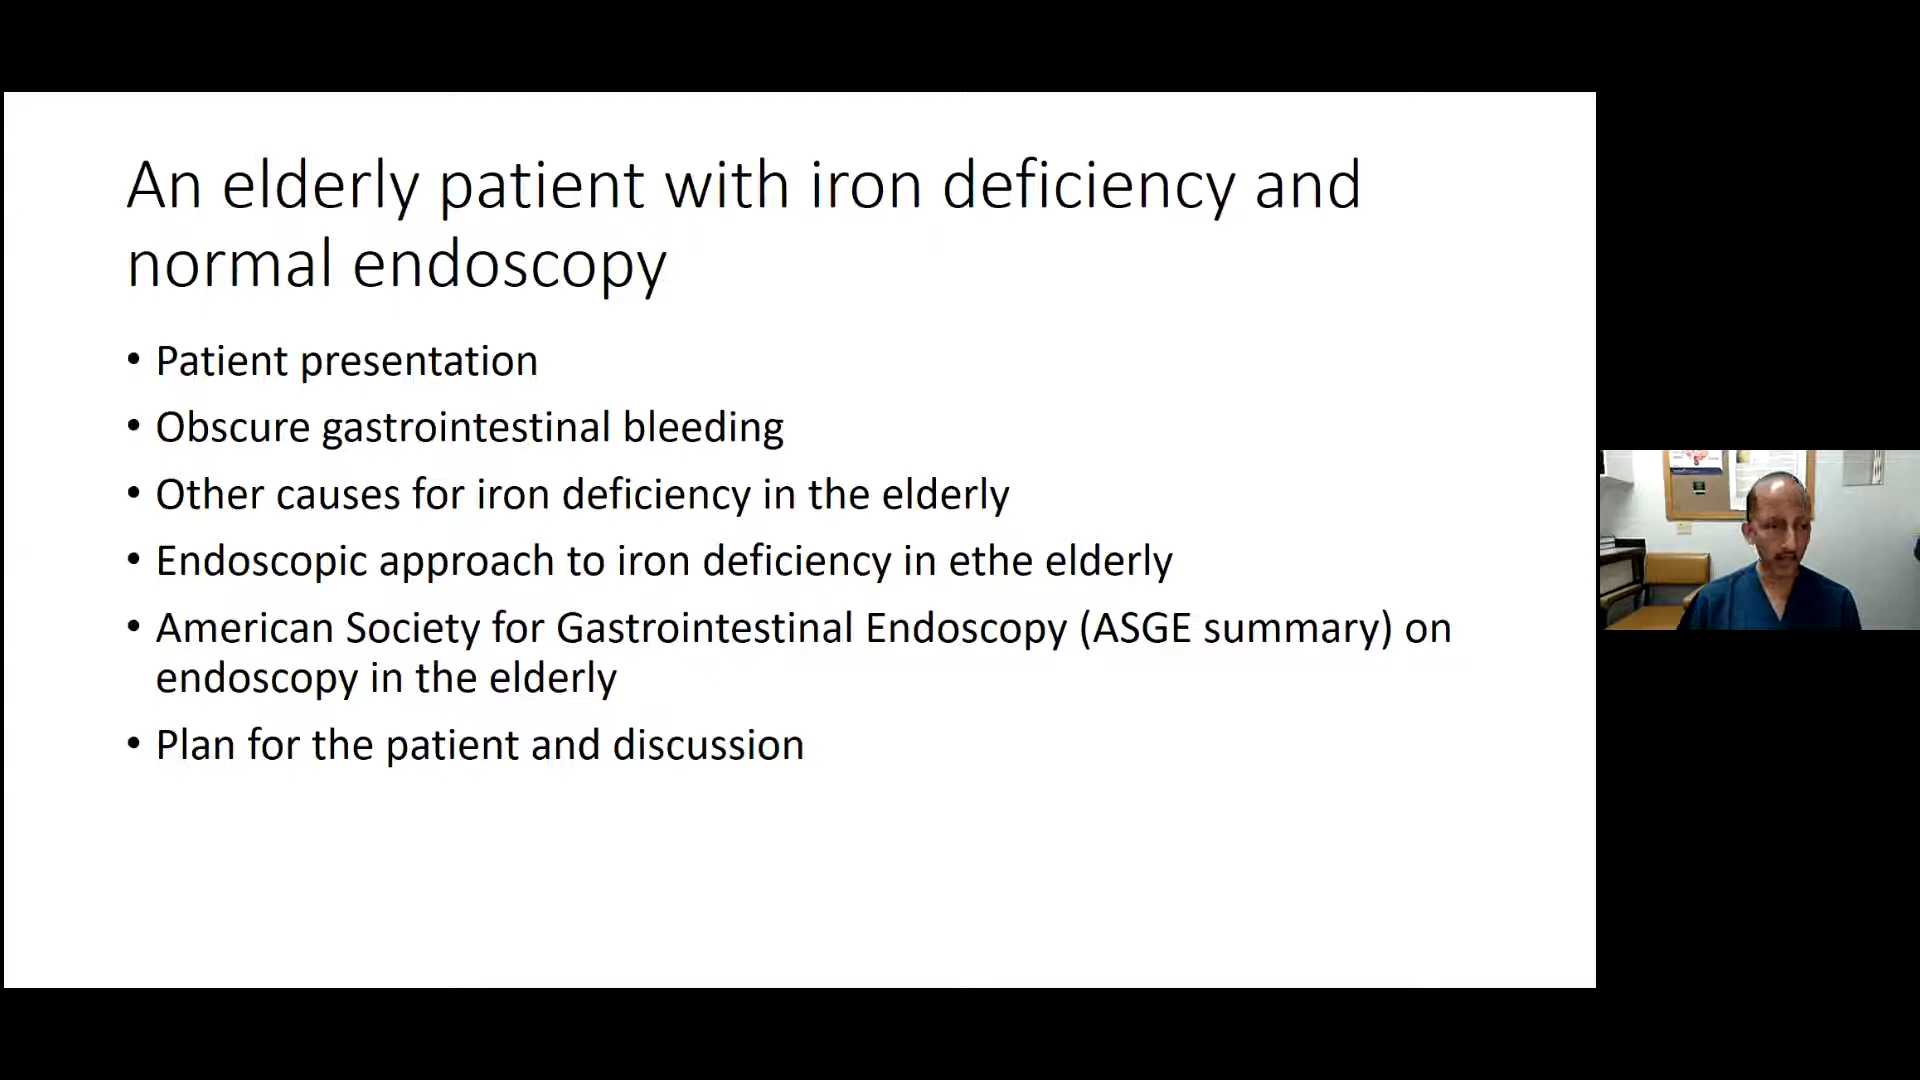 An elderly patient with iron deficiency and
normal endoscopy
• Patient presentation
• Obscure gastrointestinal bleeding
• Other causes for iron deficiency in the elderly
• Endoscopic approach to iron deficiency in ethe elderly
• American Society for Gastrointestinal Endoscopy (ASGE summary) on
endoscopy in the elderly
• Plan for the patient and discussion